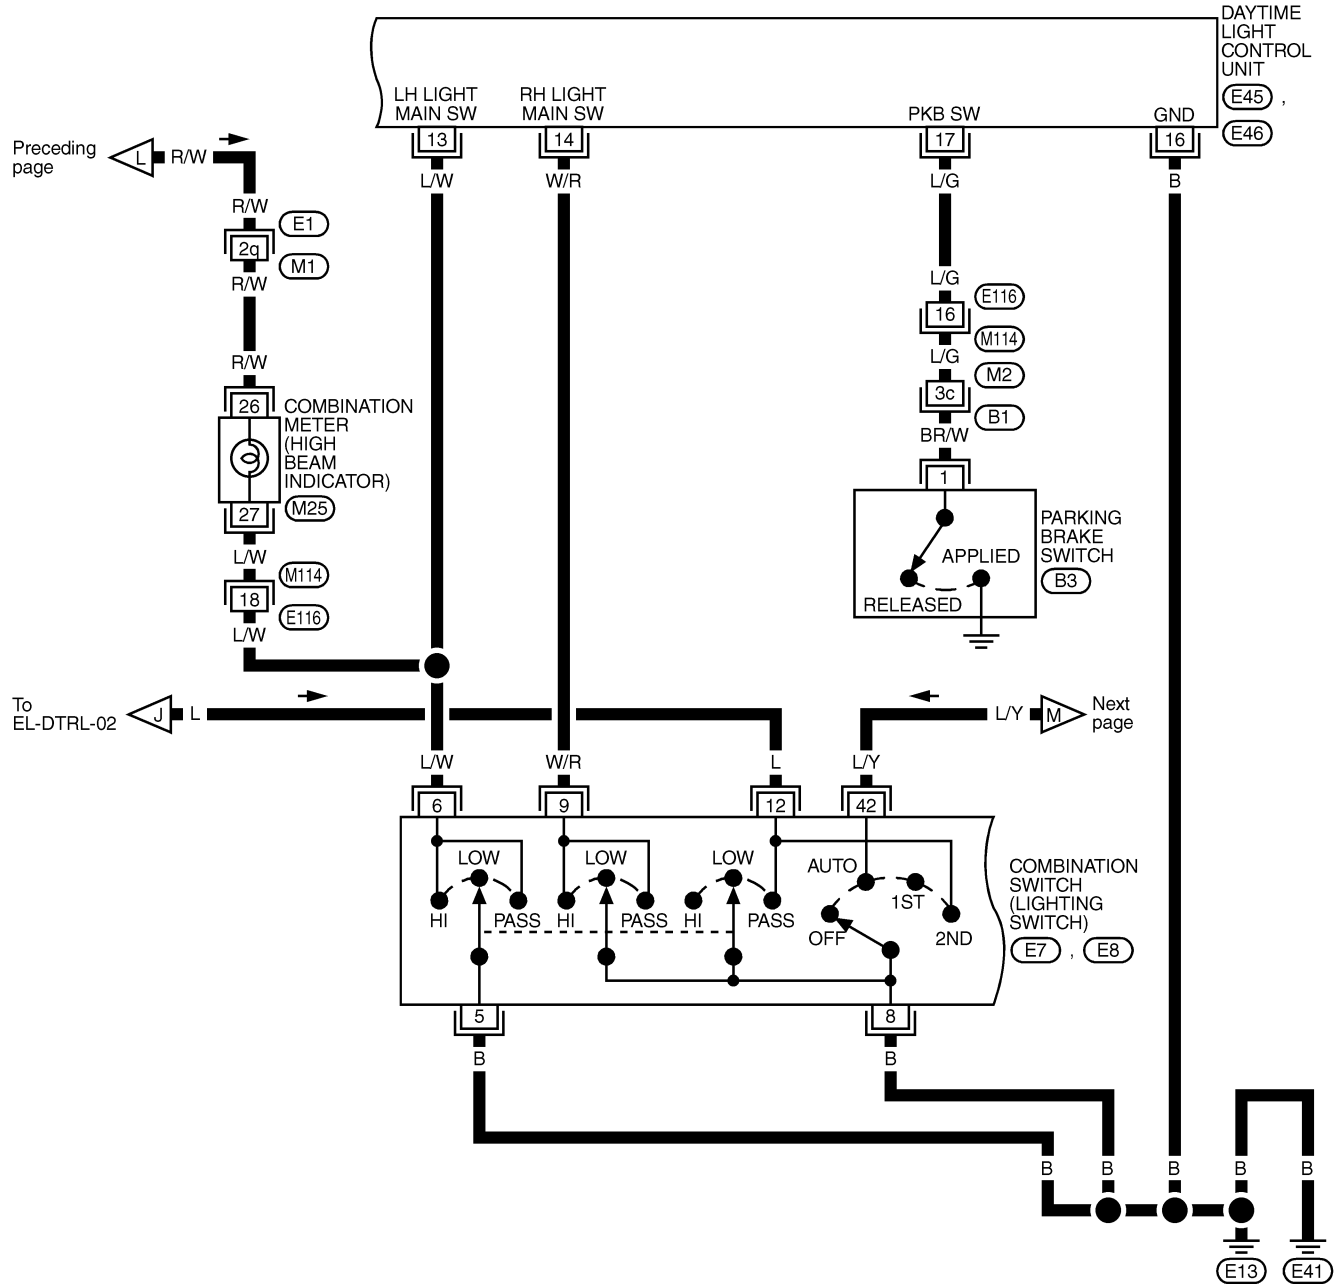 DAYTIME
LIGHT
CONTROL
UNIT
E45 ,
E46
LH LIGHT
MAIN SW
RH LIGHT
MAIN SW
PKB SW
GND
13
14
17
16
Preceding
page
L
R/W
L/W
W/R
L/G
B
R/W
E1
2q
M1
R/W
L/G
E116
16
M114
R/W
L/G
M2
3c
B1
26
COMBINATION
METER
(HIGH
BEAM
INDICATOR)
BR/W
1
27
M25
PARKING
BRAKE
SWITCH
B3
APPLIED
RELEASED
L/W
M114
18
E116
L/W
To
EL-DTRL-02
J
L
L/Y
M
Next
page
L/W
W/R
L
L/Y
6
9
12
42
LOW
LOW
LOW
AUTO
1ST
HI
PASS
HI
PASS
HI
PASS
OFF
2ND
COMBINATION
SWITCH
(LIGHTING
SWITCH)
E7 , E8
5
8
B
B
B
B
B
B
B
E13
E41